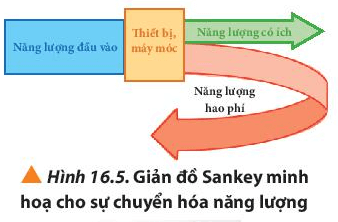 Năng lượng đầu vào
Thiết bị,
máy móc
Năng lượng có ích
Năng lượng
hao phí
▲ Hình 16.5. Giản đồ Sankey minh
hoạ cho sự chuyển hóa năng lượng